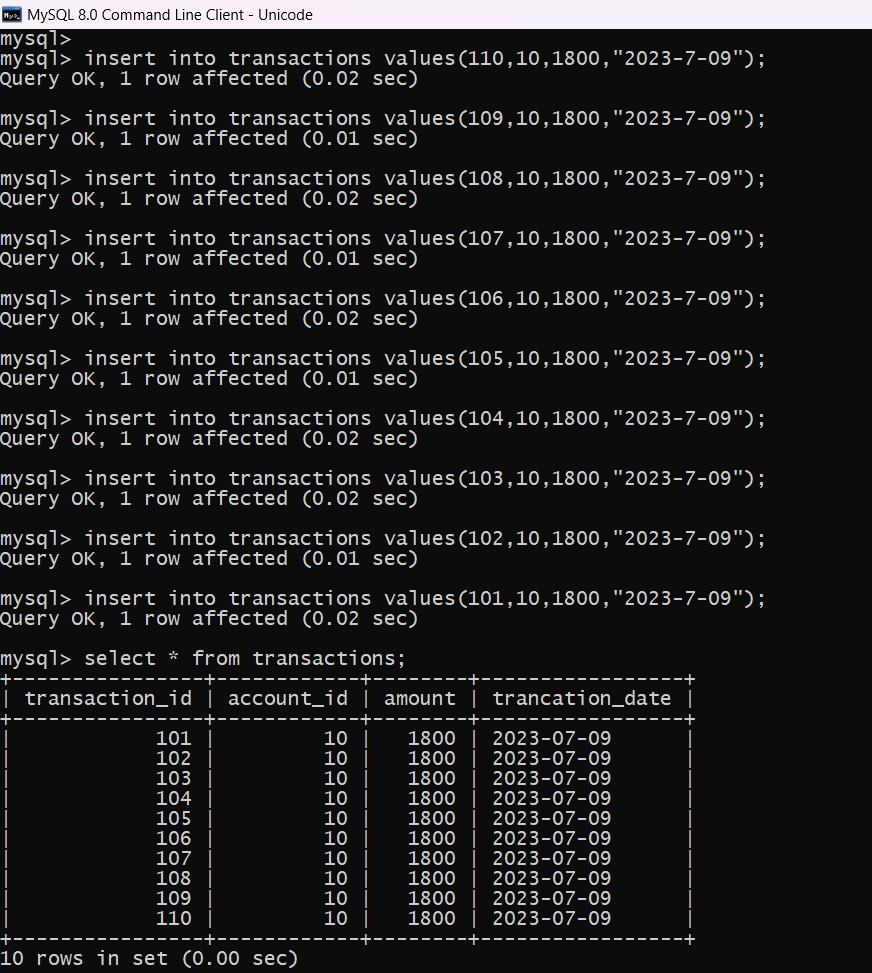 MySQL 8.0 Command Line Client - Unicode
mysql>
mysql> insert into transactions values(110,10,1800,"2023-7-09");
Query OK, 1 row affected (0.02 sec)
mysql> insert into transactions values(109,10,1800,"2023-7-09");
Query OK, 1 row affected (0.01 sec)
mysql> insert into transactions values(108,10,1800,"2023-7-09");
Query OK, 1 row affected (0.02 sec)
mysql> insert into transactions values(107,10,1800,"2023-7-09");
Query OK, 1 row affected (0.01 sec)
mysql> insert into transactions values(106,10,1800,"2023-7-09");
Query OK, 1 row affected (0.02 sec)
mysql> insert into transactions values(105,10,1800,"2023-7-09");
Query OK, 1 row affected (0.01 sec)
mysql> insert into transactions values(104,10,1800,"2023-7-09");
Query OK, 1 row affected (0.02 sec)
mysql> insert into transactions values(103,10,1800,"2023-7-09");
Query OK, 1 row affected (0.02 sec)
mysql> insert into transactions values(102,10,1800,"2023-7-09");
Query OK, 1 row affected (0.01 sec)
mysql> insert into transactions values(101,10,1800,"2023-7-09");
Query OK, 1 row affected (0.02 sec)
mysql> select * from transactions;
+----------------+------------+--------+-----------------+
| transaction_id | account_id | amount | trancation_date |
+----------------+------------+--------+-----------------+
|            101 |         10 |   1800 | 2023-07-09      |
|            102 |         10 |   1800 | 2023-07-09      |
|            103 |         10 |   1800 | 2023-07-09      |
|            104 |         10 |   1800 | 2023-07-09      |
|            105 |         10 |   1800 | 2023-07-09      |
|            106 |         10 |   1800 | 2023-07-09      |
|            107 |         10 |   1800 | 2023-07-09      |
|            108 |         10 |   1800 | 2023-07-09      |
|            109 |         10 |   1800 | 2023-07-09      |
|            110 |         10 |   1800 | 2023-07-09      |
+----------------+------------+--------+-----------------+
10 rows in set (0.00 sec)